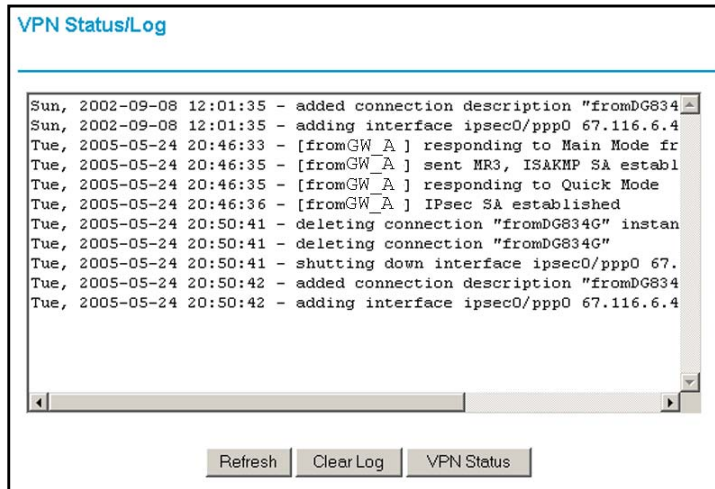 VPN Status/Log
Sun, 2002-09-08 12:01:35 - added connection description "fromDG834
Sun, 2002-09-08 12:01:35 - adding interface ipsec0/ppp0 67.116.6.4
Tue, 2005-05-24 20:46:33 - [fromGW_A ] responding to Main Mode fr
Tue, 2005-05-24 20:46:35 - [fromGW_A ] sent MR3, ISAKMP SA establ
Tue, 2005-05-24 20:46:35 - [fromGW_A ] responding to Quick Mode
Tue, 2005-05-24 20:46:36 - [fromGW_A ] IPsec SA established
Tue, 2005-05-24 20:50:41 - deleting connection "fromDG834G" instan
Tue, 2005-05-24 20:50:41 - deleting connection "fromDG834G"
Tue, 2005-05-24 20:50:41 - shutting down interface ipsec0/ppp0 67.
Tue, 2005-05-24 20:50:42 - added connection description "fromDG834
Tue, 2005-05-24 20:50:42 - adding interface ipsec0/ppp0 67.116.6.4
Refresh Clear Log VPN Status